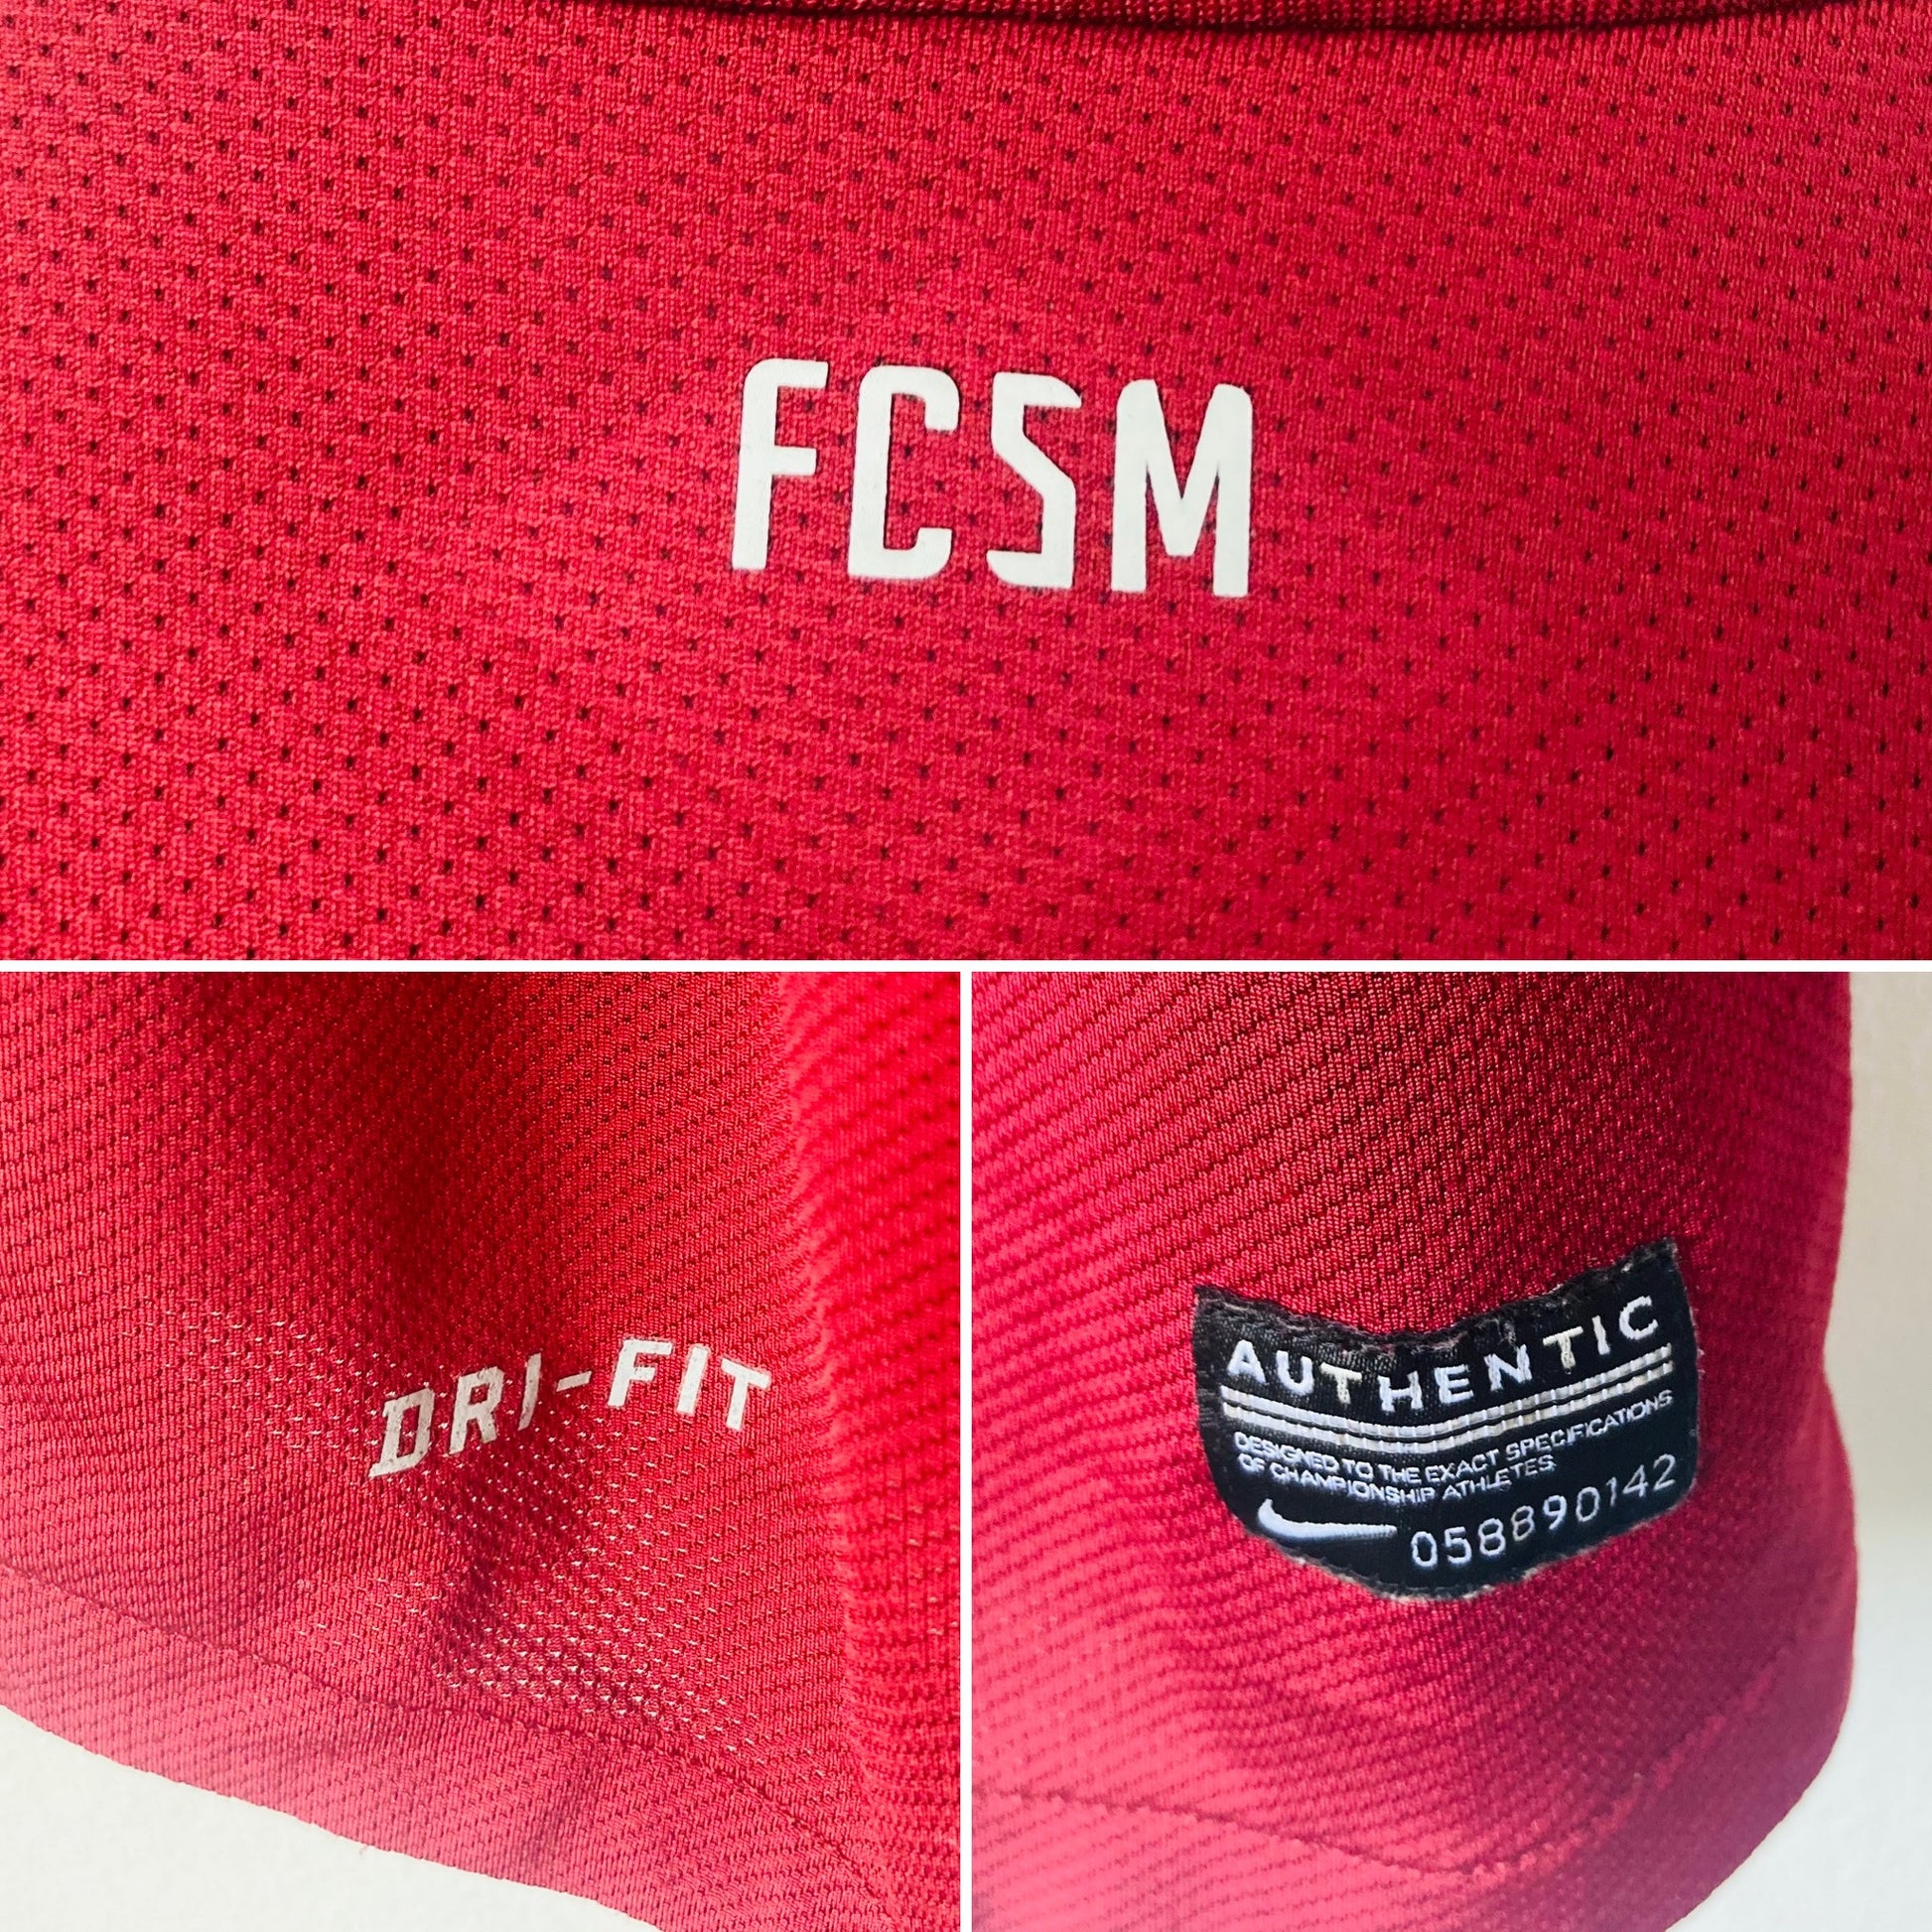 FCSM
DRI-FIT
AUTHENTIC
DESIGNED TO THE EXACT SPECIFICATIONS
OF CHAMPIONSHIP ATHLETES
058890142